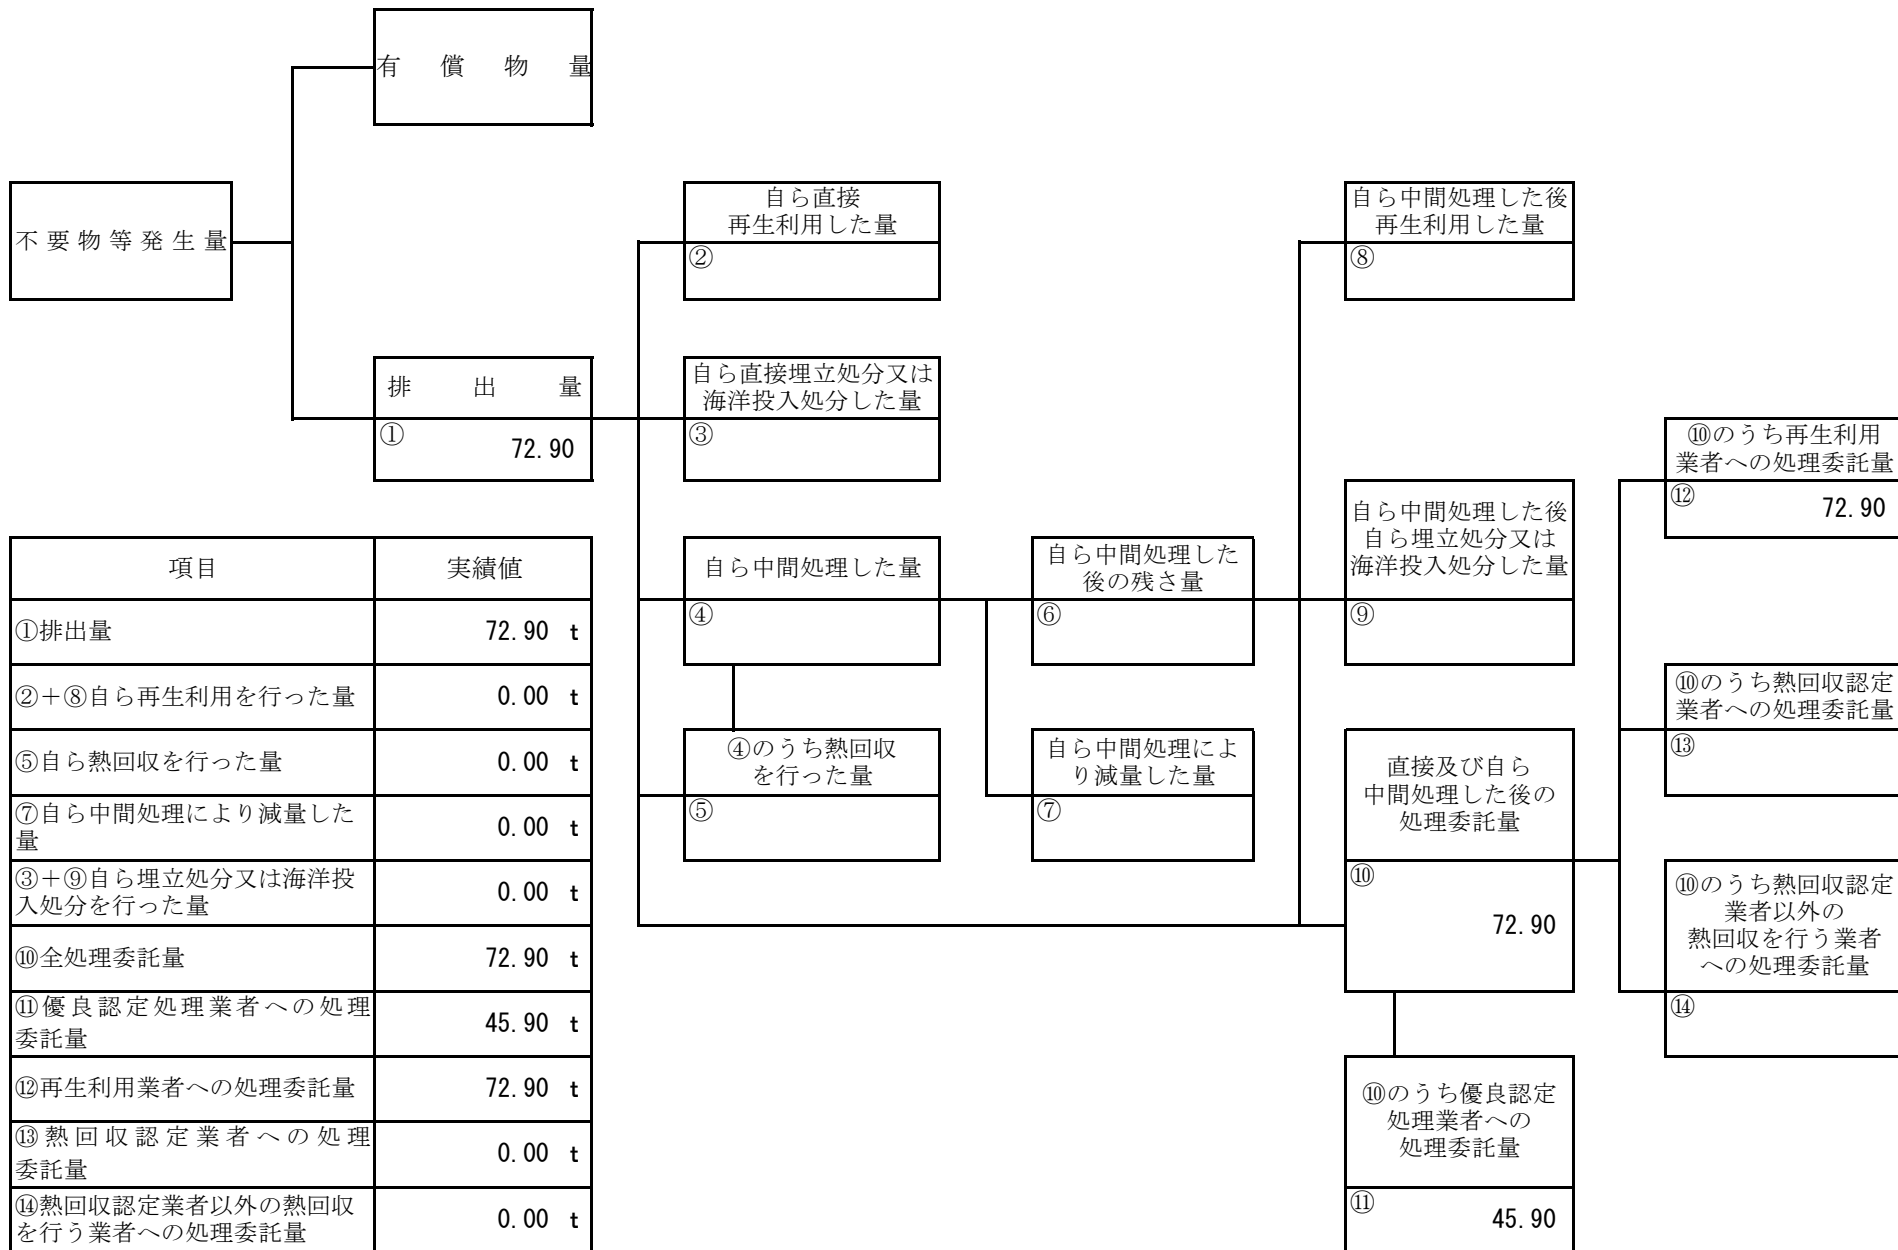 有償物量
不要物等発生量
排出量
①
72.90
自ら直接
再生利用した量
②
自ら直接埋立処分又は
海洋投入処分した量
③
自ら中間処理した量
④
④のうち熱回収
を行った量
⑤
自ら中間処理した
後の残さ量
⑥
自ら中間処理によ
り減量した量
⑦
自ら中間処理した後
再生利用した量
⑧
自ら中間処理した後
自ら埋立処分又は
海洋投入処分した量
⑨
直接及び自ら
中間処理した後の
処理委託量
⑩
72.90
⑩のうち優良認定
処理業者への
処理委託量
⑪
45.90
⑩のうち再生利用
業者への処理委託量
⑫
72.90
⑩のうち熱回収認定
業者への処理委託量
⑬
⑩のうち熱回収認定
業者以外の
熱回収を行う業者
への処理委託量
⑭
項目 実績値
①排出量 72.90 t
②+⑧自ら再生利用を行った量 0.00 t
⑤自ら熱回収を行った量 0.00 t
⑦自ら中間処理により減量した
量 0.00 t
③+⑨自ら埋立処分又は海洋投
入処分を行った量 0.00 t
⑩全処理委託量 72.90 t
⑪優良認定処理業者への処理
委託量 45.90 t
⑫再生利用業者への処理委託量 72.90 t
⑬熱回収認定業者への処理
委託量 0.00 t
⑭熱回収認定業者以外の熱回収
を行う業者への処理委託量 0.00 t